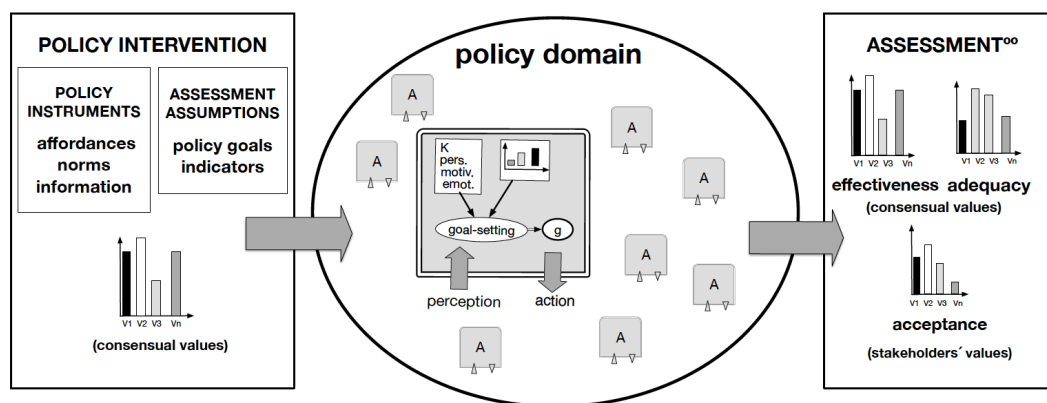 POLICY INTERVENTION
POLICY
INSTRUMENTS
affordances
norms
information
ASSESSMENT
ASSUMPTIONS
policy goals
indicators
V1 V2 V3 Vn
(consensual values)
policy domain
A
A
A
A
A
A
A
A
K
pers.
motiv.
emot.
goal-setting
g
perception
action
ASSESSMENTºº
V1 V2 V3 Vn
effectiveness
V1 V2 V3 Vn
adequacy
(consensual values)
V1 V2 V3 Vn
acceptance
(stakeholders´values)